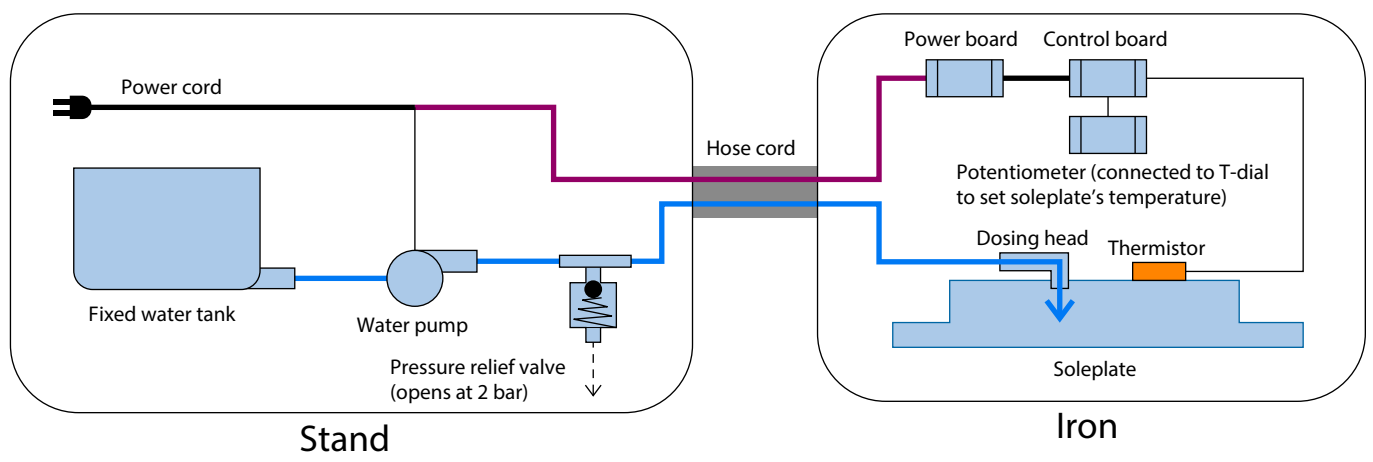 Power cord
Fixed water tank
Water pump
Pressure relief valve
(opens at 2 bar)
Stand
Hose cord
Power board
Control board
Potentiometer (connected to T-dial
to set soleplate's temperature)
Dosing head
Thermistor
Soleplate
Iron